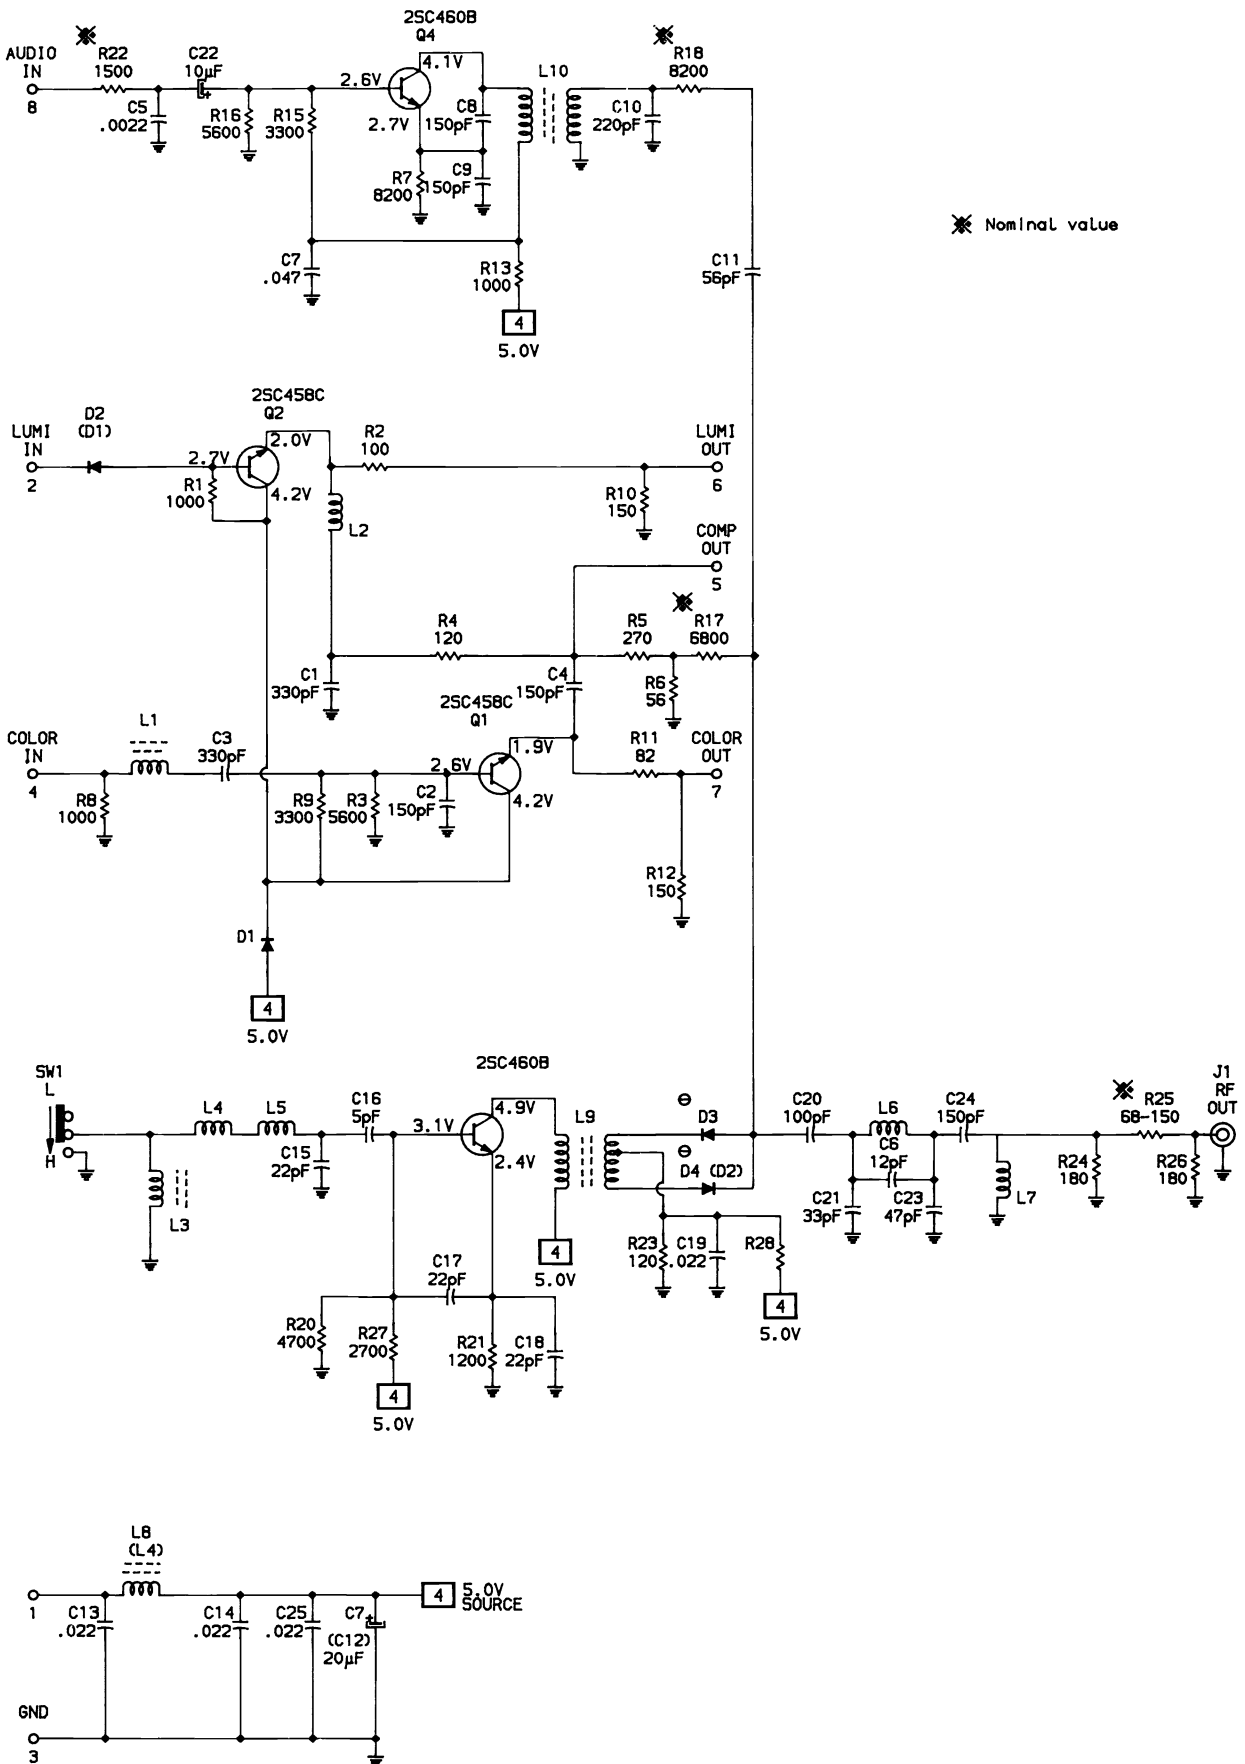 AUDIO
IN
8
R22
1500
C22
10µF
2SC460B
Q4
4.1V
2.6V
2.7V
C5
.0022
R16
5600
R15
3300
C8
150pF
R7
8200
C9
150pF
L10
R18
8200
C10
220pF
Nominal value
C7
.047
R13
1000
C11
56pF
4
5.0V
2SC458C
Q2
LUMI
IN
2
D2
(D1)
2.7V
2.0V
4.2V
R1
1000
R2
100
LUMI
OUT
6
L2
R10
150
COMP
OUT
5
R4
120
R5
270
R17
6800
C1
330pF
C4
150pF
R6
56
2SC458C
Q1
COLOR
IN
4
L1
C3
330pF
2.6V
1.9V
4.2V
R11
82
COLOR
OUT
7
R8
1000
R9
3300
R3
5600
C2
150pF
R12
150
D1
4
5.0V
2SC460B
SW1
L
H
L4
L5
C16
5pF
3.1V
4.9V
2.4V
L9
D3
D4 (D2)
C20
100pF
L6
C24
150pF
R25
68-150
J1
RF
OUT
C15
22pF
L3
C6
12pF
C21
33pF
C23
47pF
L7
R24
180
R26
180
4
5.0V
R23
120
C19
.022
R28
4
5.0V
C17
22pF
R20
4700
R27
2700
R21
1200
C18
22pF
4
5.0V
L8
(L4)
1
C13
.022
C14
.022
C25
.022
C7
+
(C12)
20µF
4
5.0V
SOURCE
GND
3